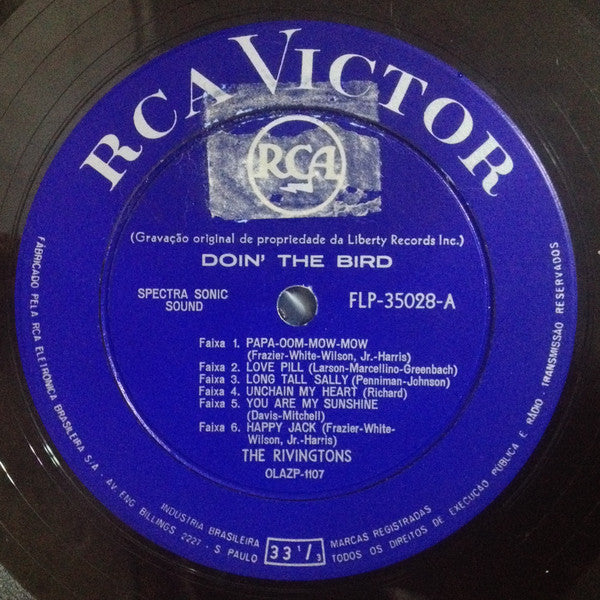 RCA VICTOR
RCA
(Gravação original de propriedade da Liberty Records Inc.)
DOIN' THE BIRD
SPECTRA SONIC
SOUND
FLP-35028-A
Faixa 1. PAPA-OOM-MOW-MOW
(Frazier-White-Wilson, Jr.-Harris)
Faixa 2. LOVE PILL (Larson-Marcellino-Greenbach)
Faixa 3. LONG TALL SALLY (Penniman-Johnson)
Faixa 4. UNCHAIN MY HEART (Richard)
Faixa 5. YOU ARE MY SUNSHINE
(Davis-Mitchell)
Faixa 6. HAPPY JACK (Frazier-White-
Wilson, Jr.-Harris)
THE RIVINGTONS
OLAZP-1107
FABRICADO PELA RCA ELETRÔNICA BRASILEIRA S/A - AV. ENG. BILLINGS 2227 - S. PAULO
INDÚSTRIA BRASILEIRA
33 1/3
MARCAS REGISTRADAS
TODOS OS DIREITOS DE EXECUÇÃO PÚBLICA E RÁDIO TRANSMISSÃO RESERVADOS